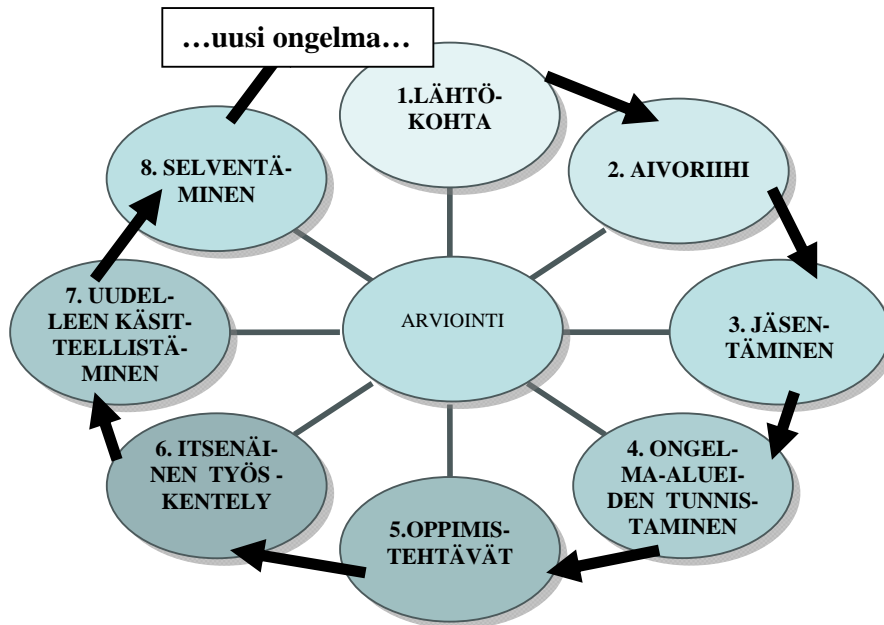 …uusi ongelma…
1.LÄHTÖ-
KOHTA
2. AIVORIIHI
3. JÄSEN-
TÄMINEN
4. ONGEL-
MA-ALUEI-
DEN TUNNIS-
TAMINEN
5.OPPIMIS-
TEHTÄVÄT
6. ITSENÄI-
NEN TYÖS -
KENTELY
7. UUDEL-
LEEN KÄSIT-
TEELLISTÄ-
MINEN
8. SELVENTÄ-
MINEN
ARVIOINTI